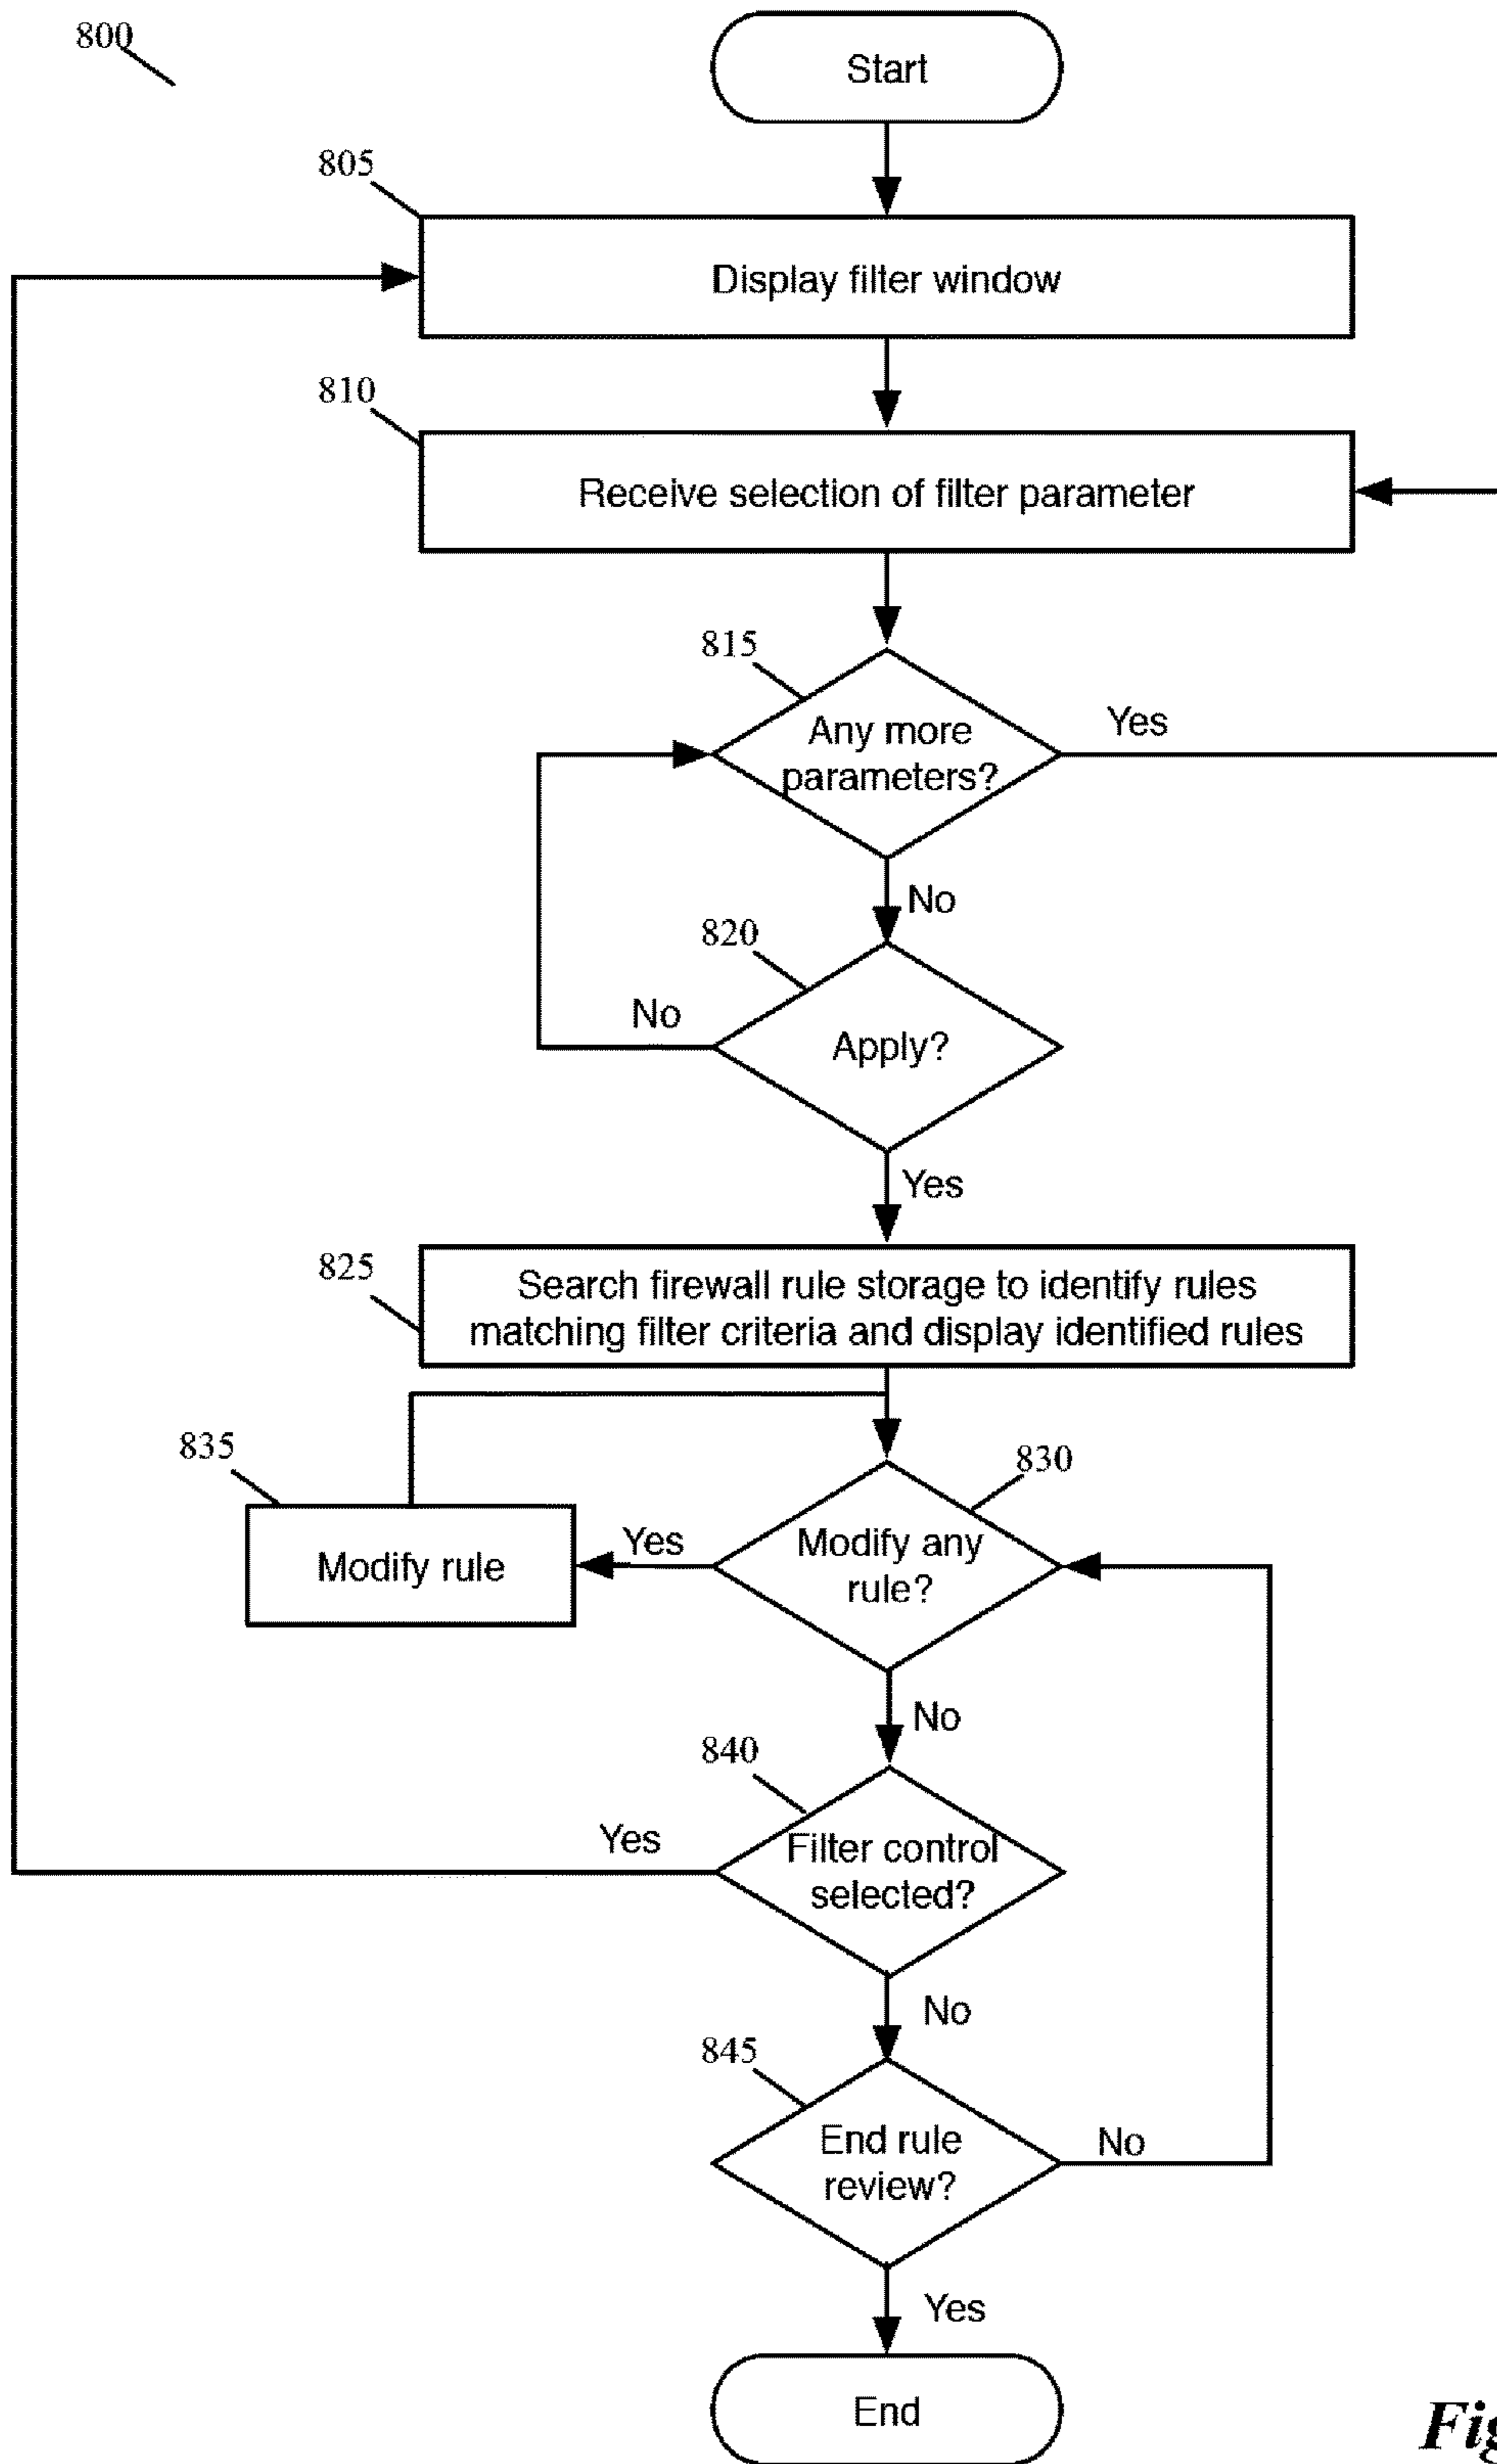 800
Start
805
Display filter window
810
Receive selection of filter parameter
815
Any more
parameters?
Yes
No
820
Apply?
No
Yes
825
Search firewall rule storage to identify rules
matching filter criteria and display identified rules
835
Modify rule
Yes
830
Modify any
rule?
No
840
Yes
Filter control
selected?
No
845
End rule
review?
No
Yes
End
Fig